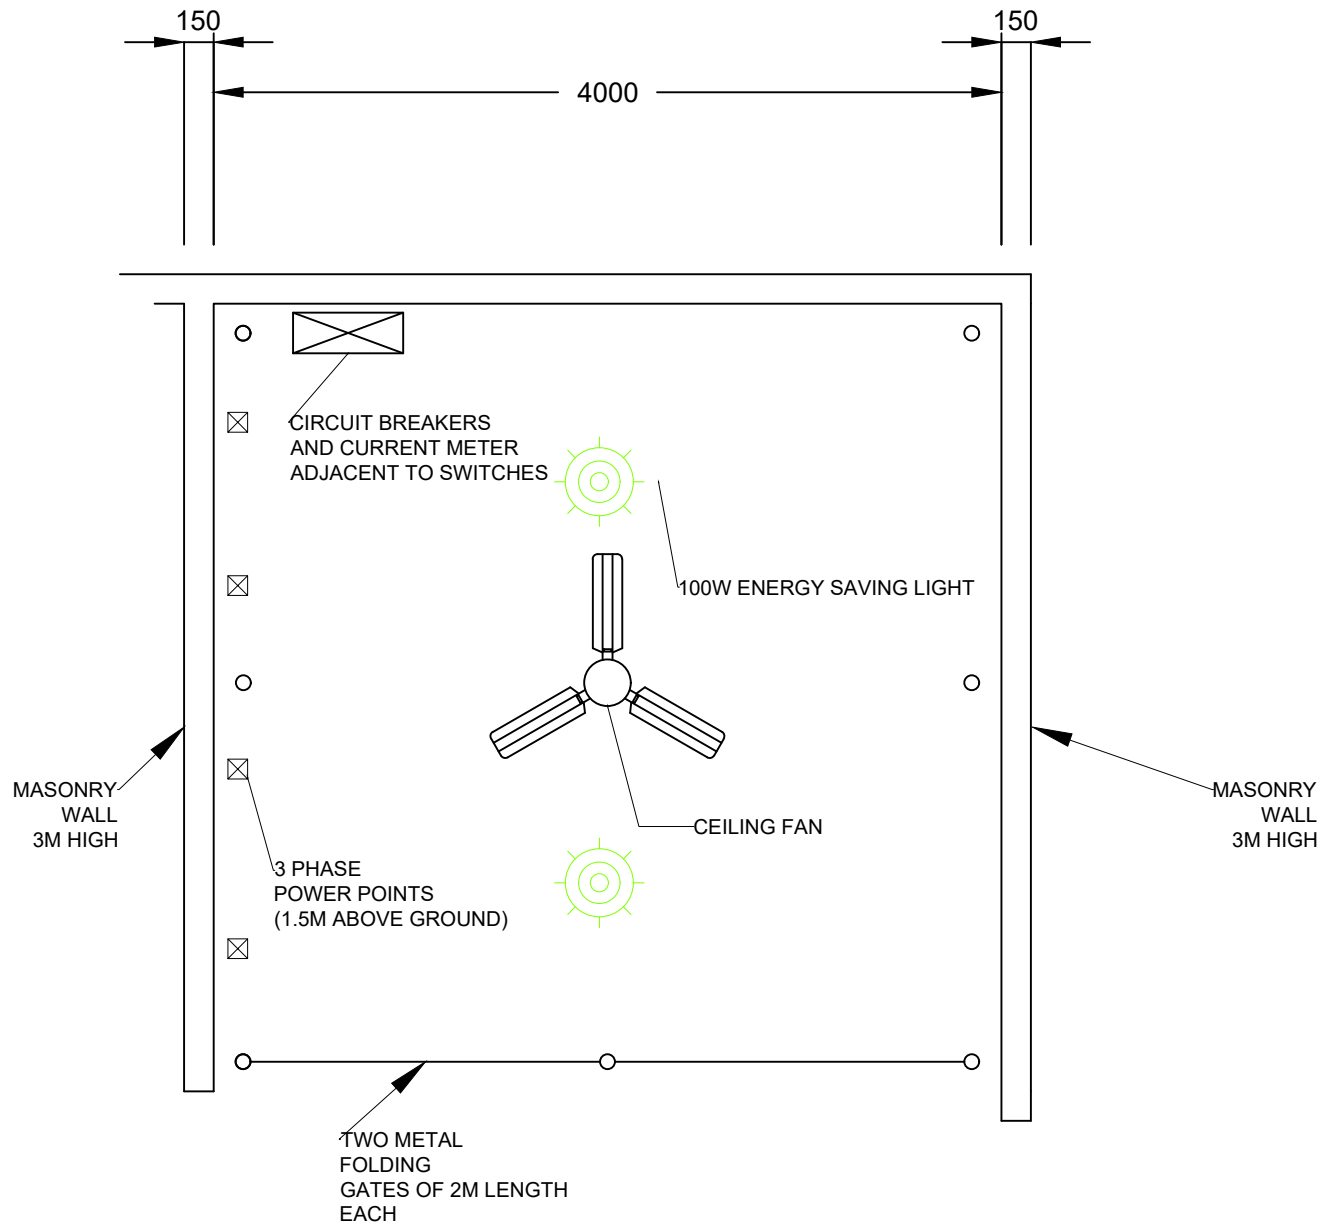 150
150
4000
CIRCUIT BREAKERS
AND CURRENT METER
ADJACENT TO SWITCHES
100W ENERGY SAVING LIGHT
MASONRY
WALL
3M HIGH
MASONRY
WALL
3M HIGH
CEILING FAN
3 PHASE
POWER POINTS
(1.5M ABOVE GROUND)
TWO METAL
FOLDING
GATES OF 2M LENGTH
EACH